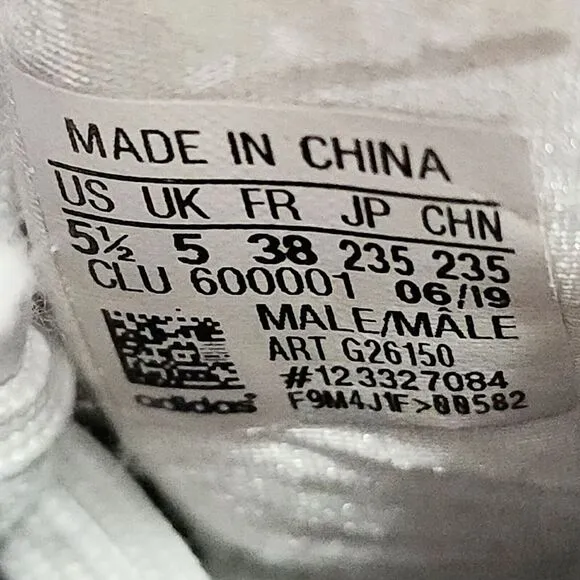 MADE IN CHINA
US UK FR JP CHN
5½ 5 38 235 235
CLU 600001 06/19
MALE/MÂLE
ART G26150
#123327084
F9M4J1F>00582
adidas